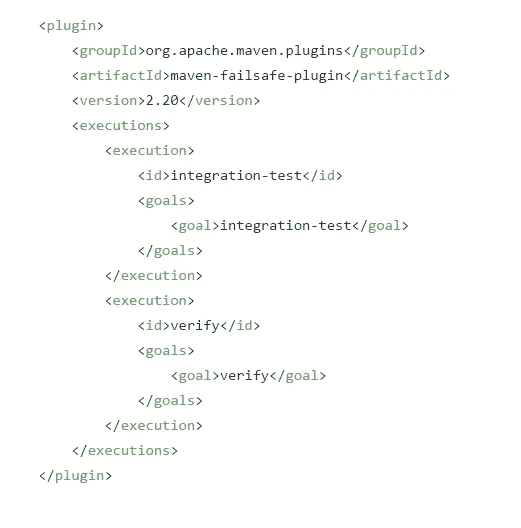 <plugin>
    <groupId>org.apache.maven.plugins</groupId>
    <artifactId>maven-failsafe-plugin</artifactId>
    <version>2.20</version>
    <executions>
        <execution>
            <id>integration-test</id>
            <goals>
                <goal>integration-test</goal>
            </goals>
        </execution>
        <execution>
            <id>verify</id>
            <goals>
                <goal>verify</goal>
            </goals>
        </execution>
    </executions>
</plugin>